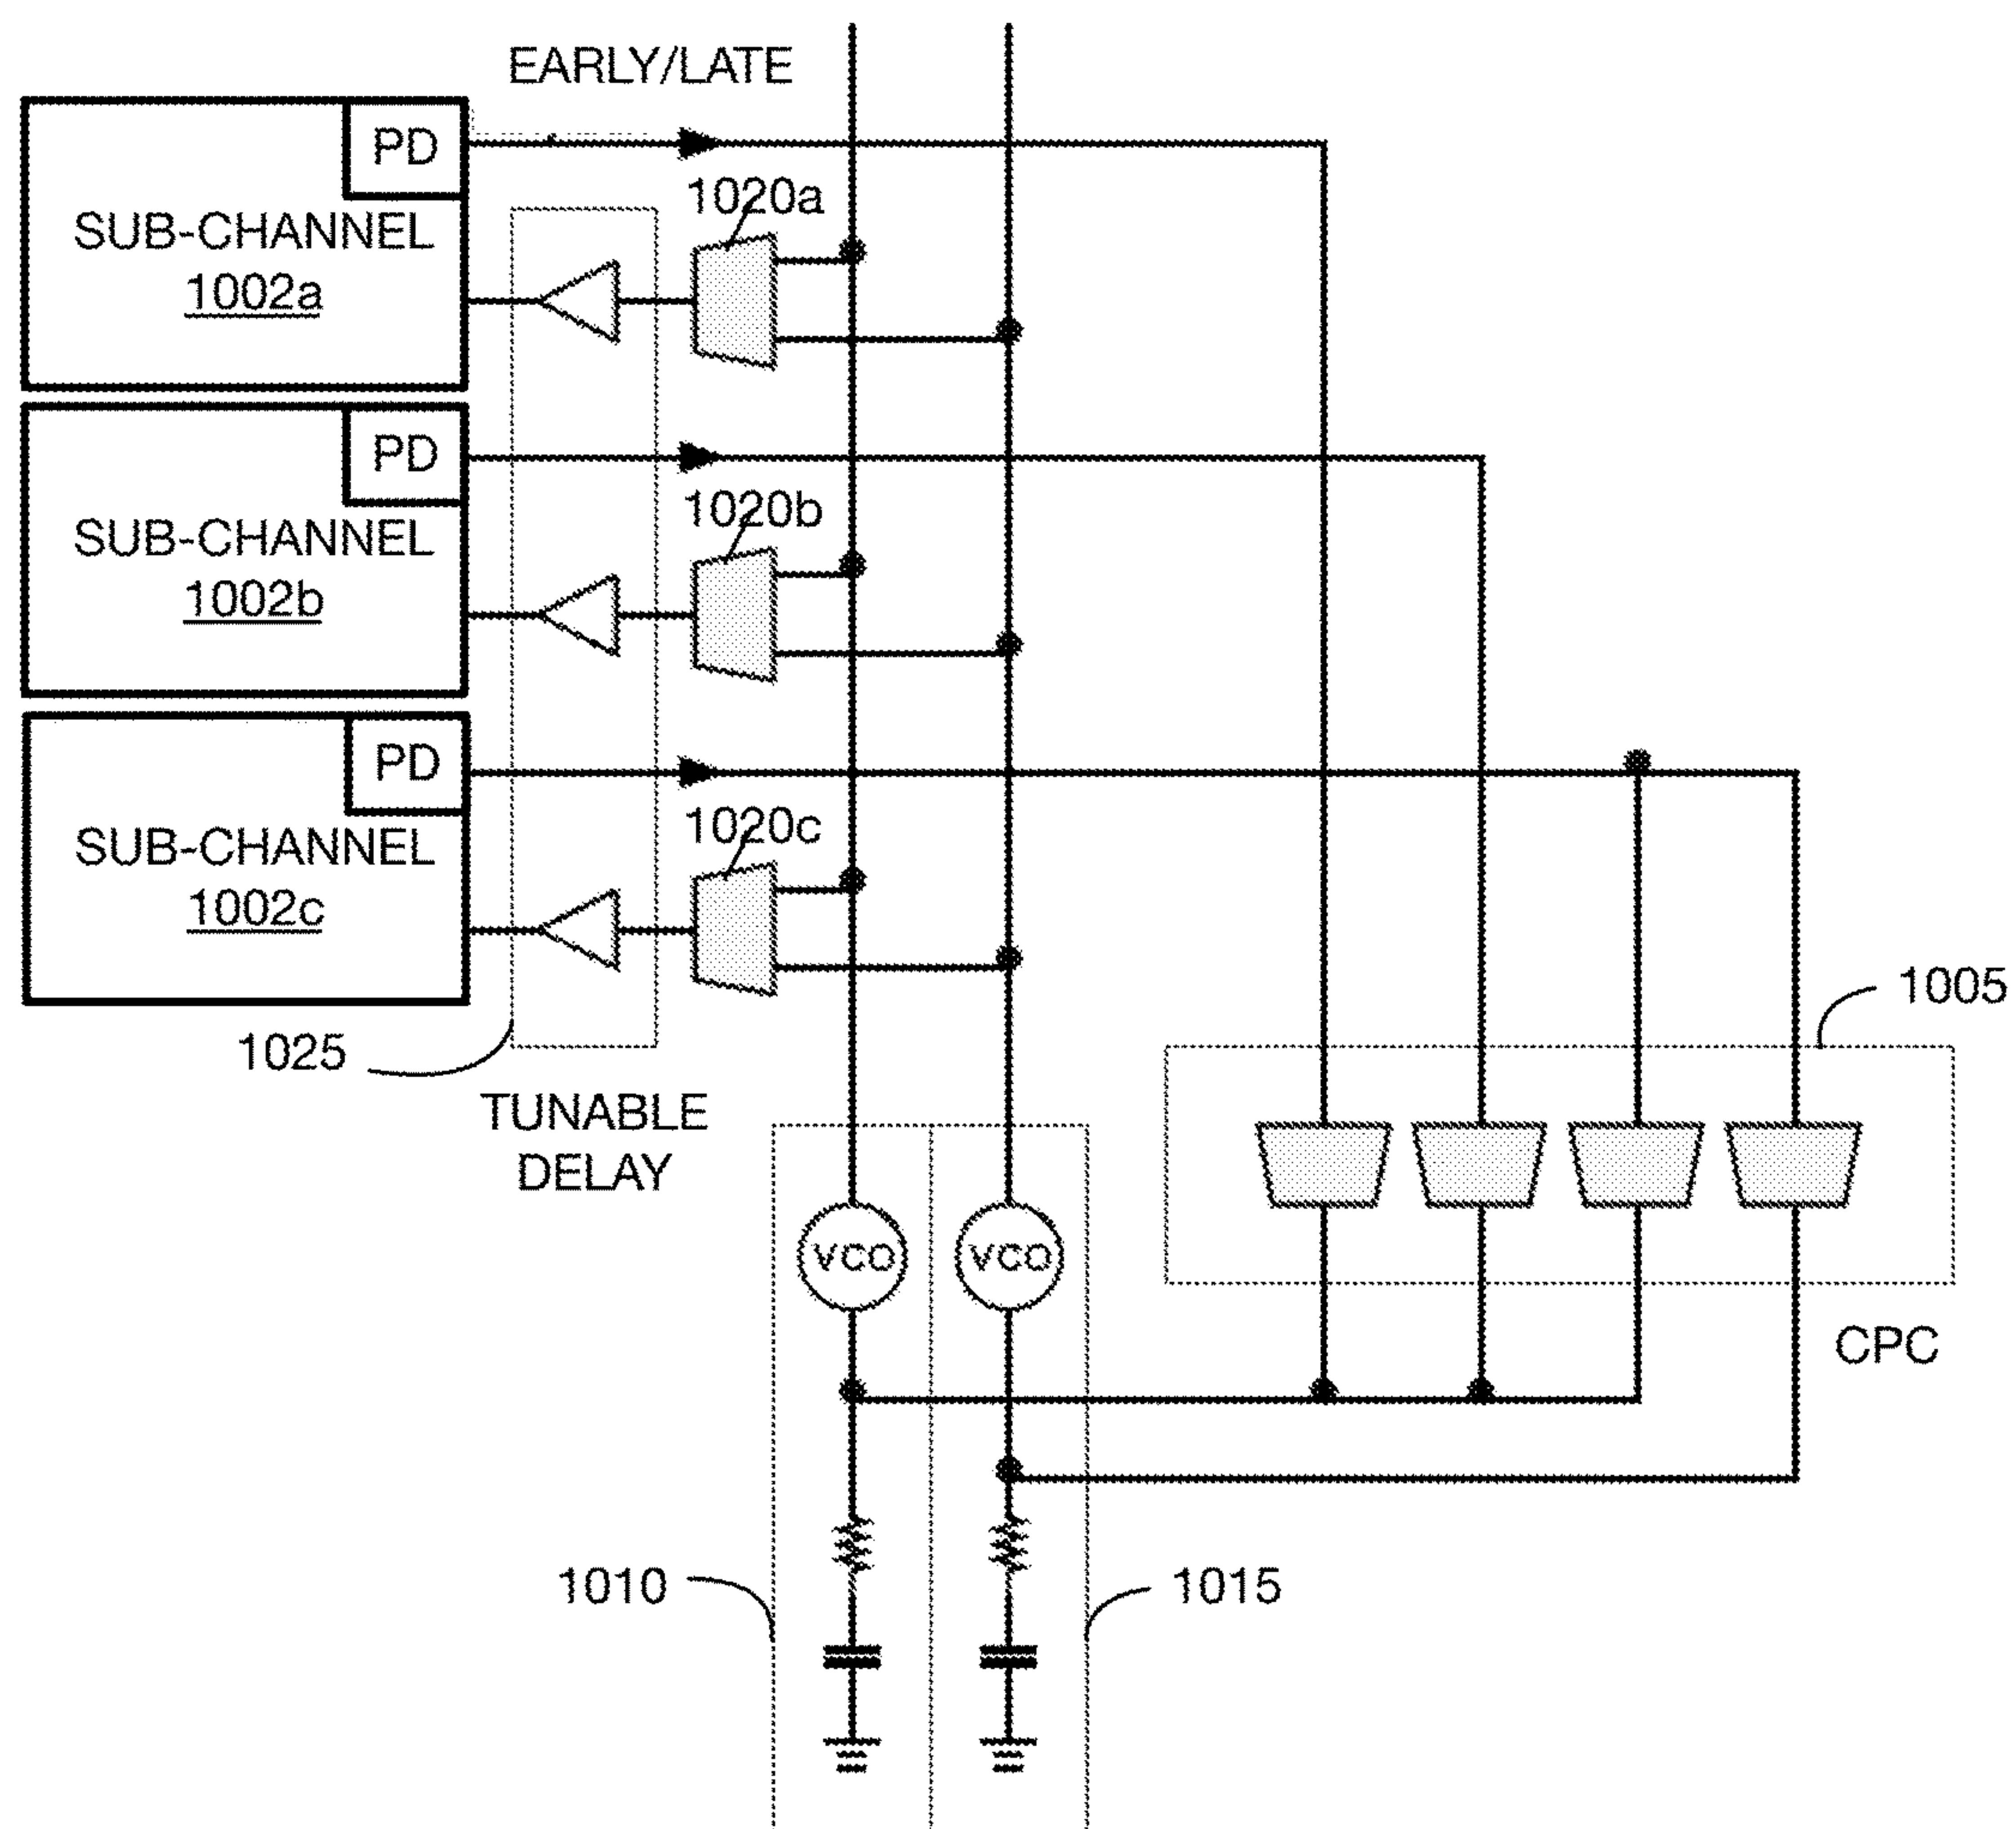 EARLY/LATE
PD
SUB-CHANNEL
1002a
1020a
PD
SUB-CHANNEL
1002b
1020b
PD
SUB-CHANNEL
1002c
1020c
1025
TUNABLE
DELAY
1005
VCO
VCO
CPC
1010
1015